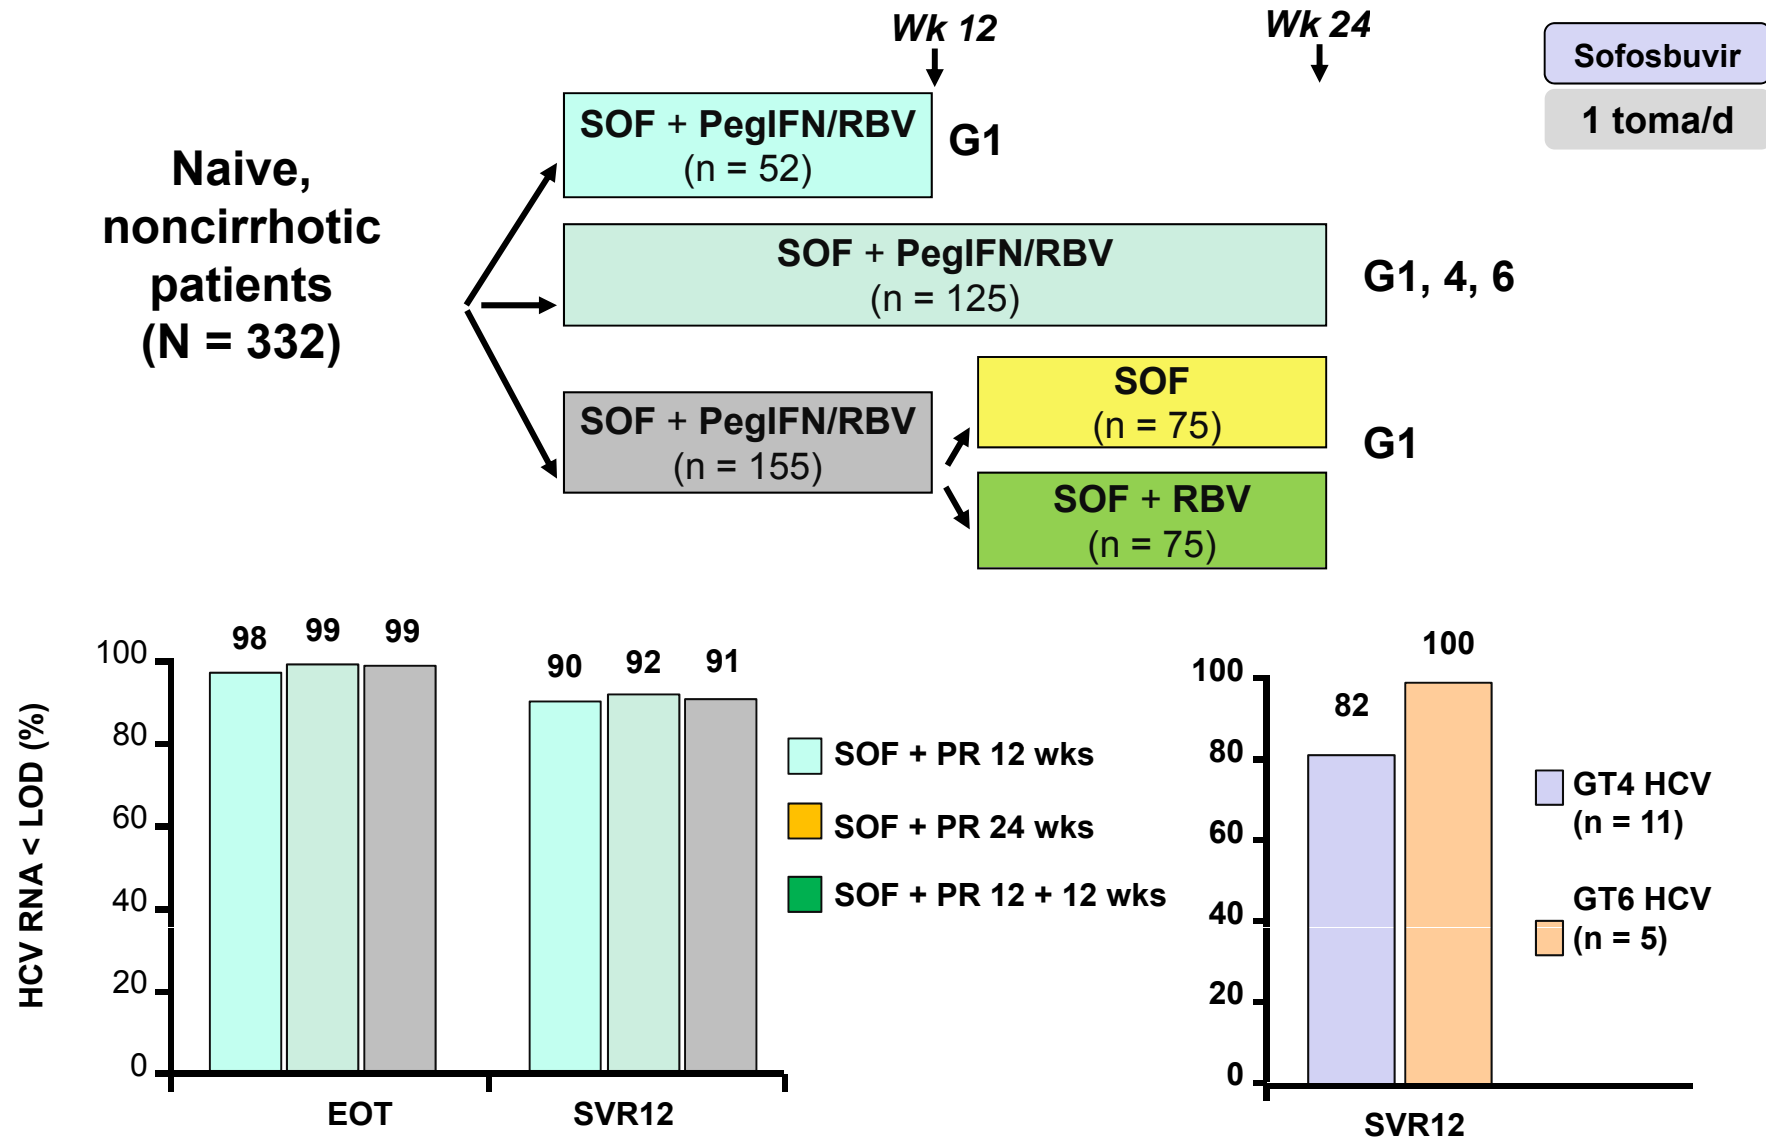 Wk 12
Wk 24
Sofosbuvir
1 toma/d
Naive,
noncirrhotic
patients
(N = 332)
SOF + PegIFN/RBV
(n = 52)
G1
SOF + PegIFN/RBV
(n = 125)
G1, 4, 6
SOF + PegIFN/RBV
(n = 155)
SOF
(n = 75)
SOF + RBV
(n = 75)
G1
HCV RNA < LOD (%)
100
80
60
40
20
0
98
99
99
90
92
91
EOT
SVR12
SOF + PR 12 wks
SOF + PR 24 wks
SOF + PR 12 + 12 wks
100
80
60
40
20
0
82
100
SVR12
GT4 HCV
(n = 11)
GT6 HCV
(n = 5)